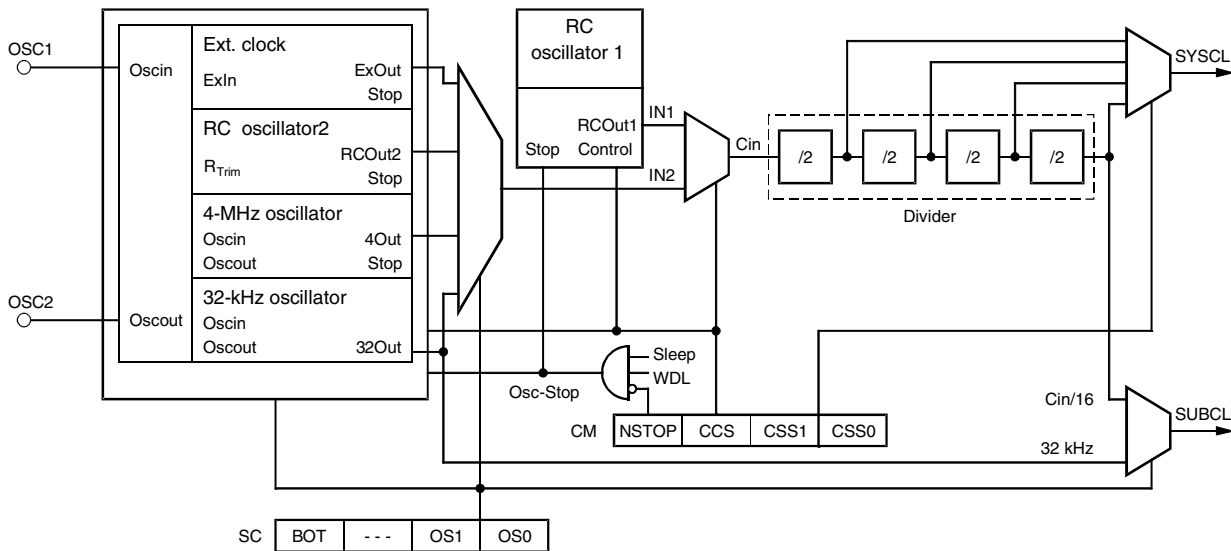 OSC1
OSC2
Oscin
Oscout
Ext. clock
ExIn
ExOut
Stop
RC oscillator2
RTrim
RCOut2
Stop
4-MHz oscillator
Oscin
4Out
Oscout
Stop
32-kHz oscillator
Oscin
Oscout
32Out
RC
oscillator 1
RCOut1
Stop
Control
IN1
IN2
Cin
/2
/2
/2
/2
Divider
SYSCL
Sleep
WDL
Osc-Stop
CM
NSTOP
CCS
CSS1
CSS0
Cin/16
32 kHz
SUBCL
SC
BOT
- - -
OS1
OS0